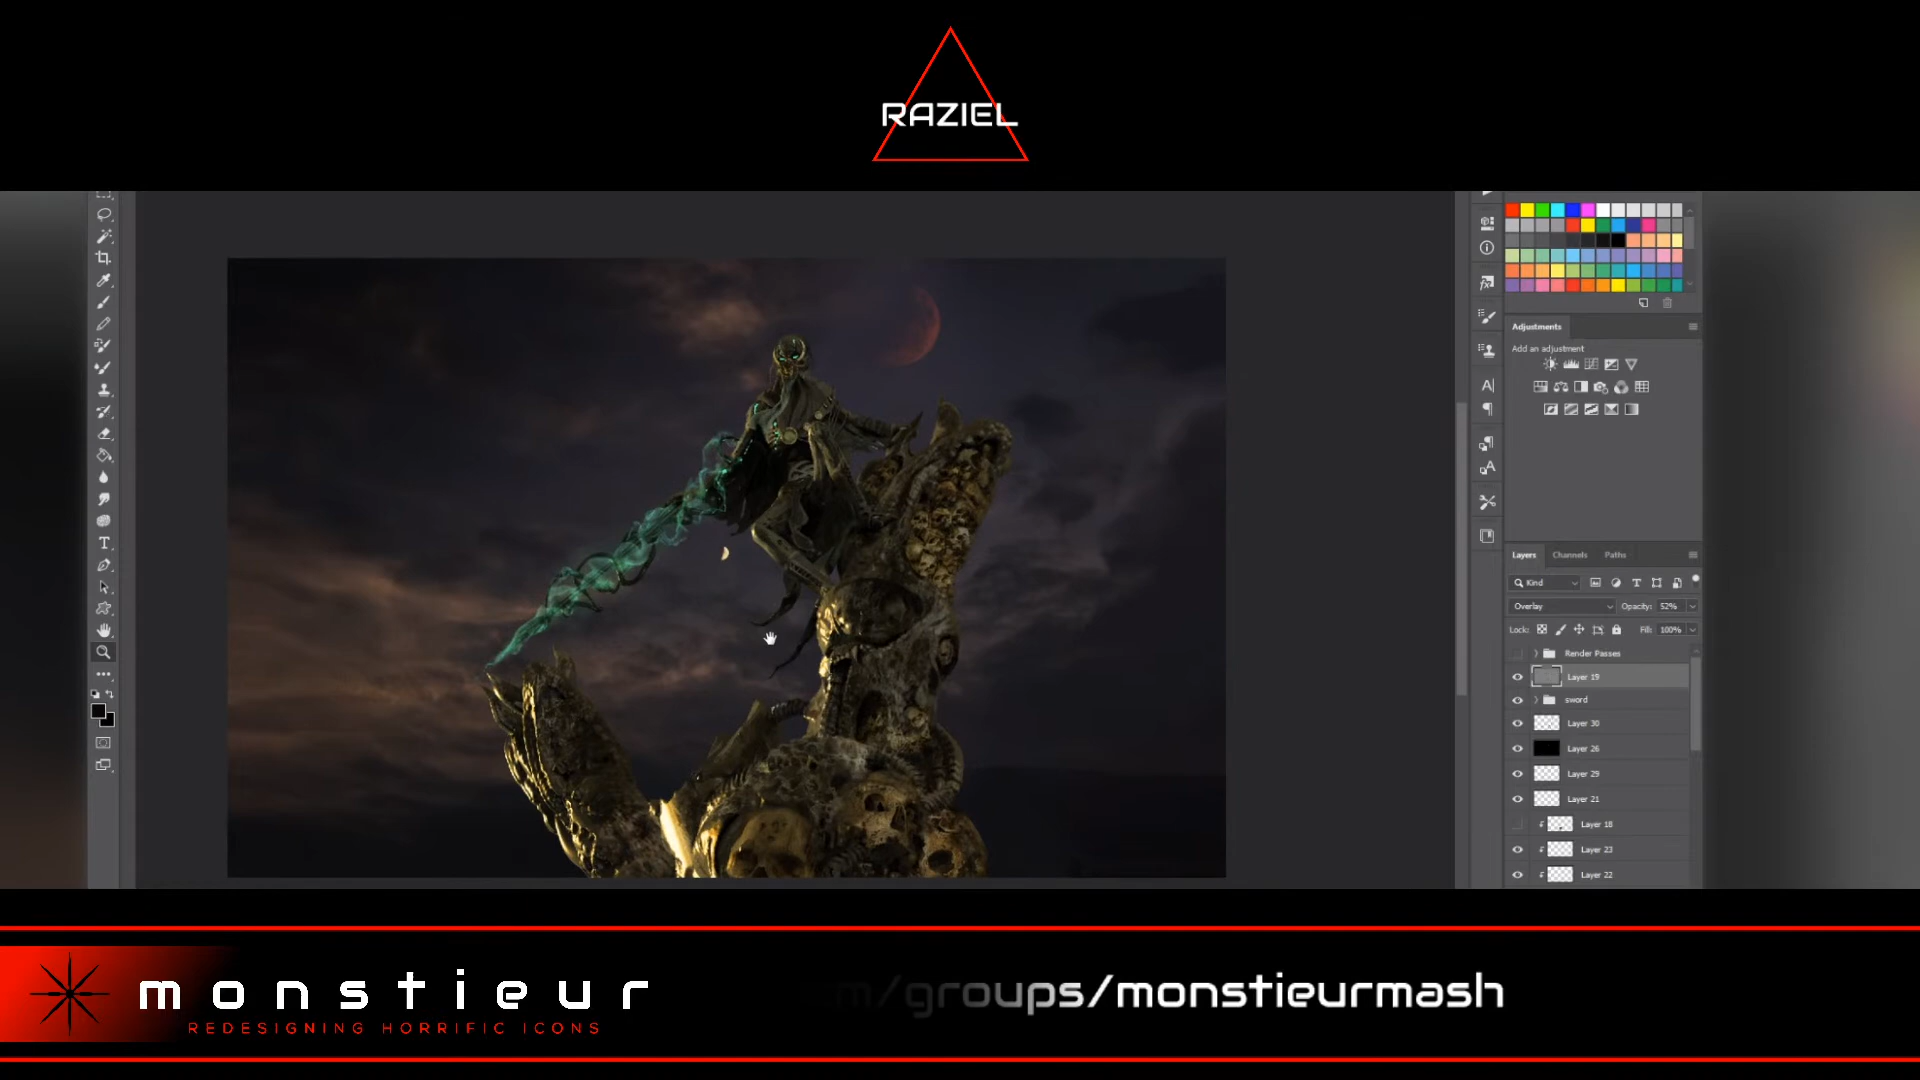 RAZIEL
Adjustments
Add an adjustment
Layers Channels Paths
Kind
Overlay Opacity: 52%
Lock: Fill: 100%
Render Passes
Layer 19
sword
Layer 30
Layer 26
Layer 29
Layer 21
Layer 18
Layer 23
Layer 22
monstieur
REDESIGNING HORRIFIC ICONS
m/groups/monstieurmash